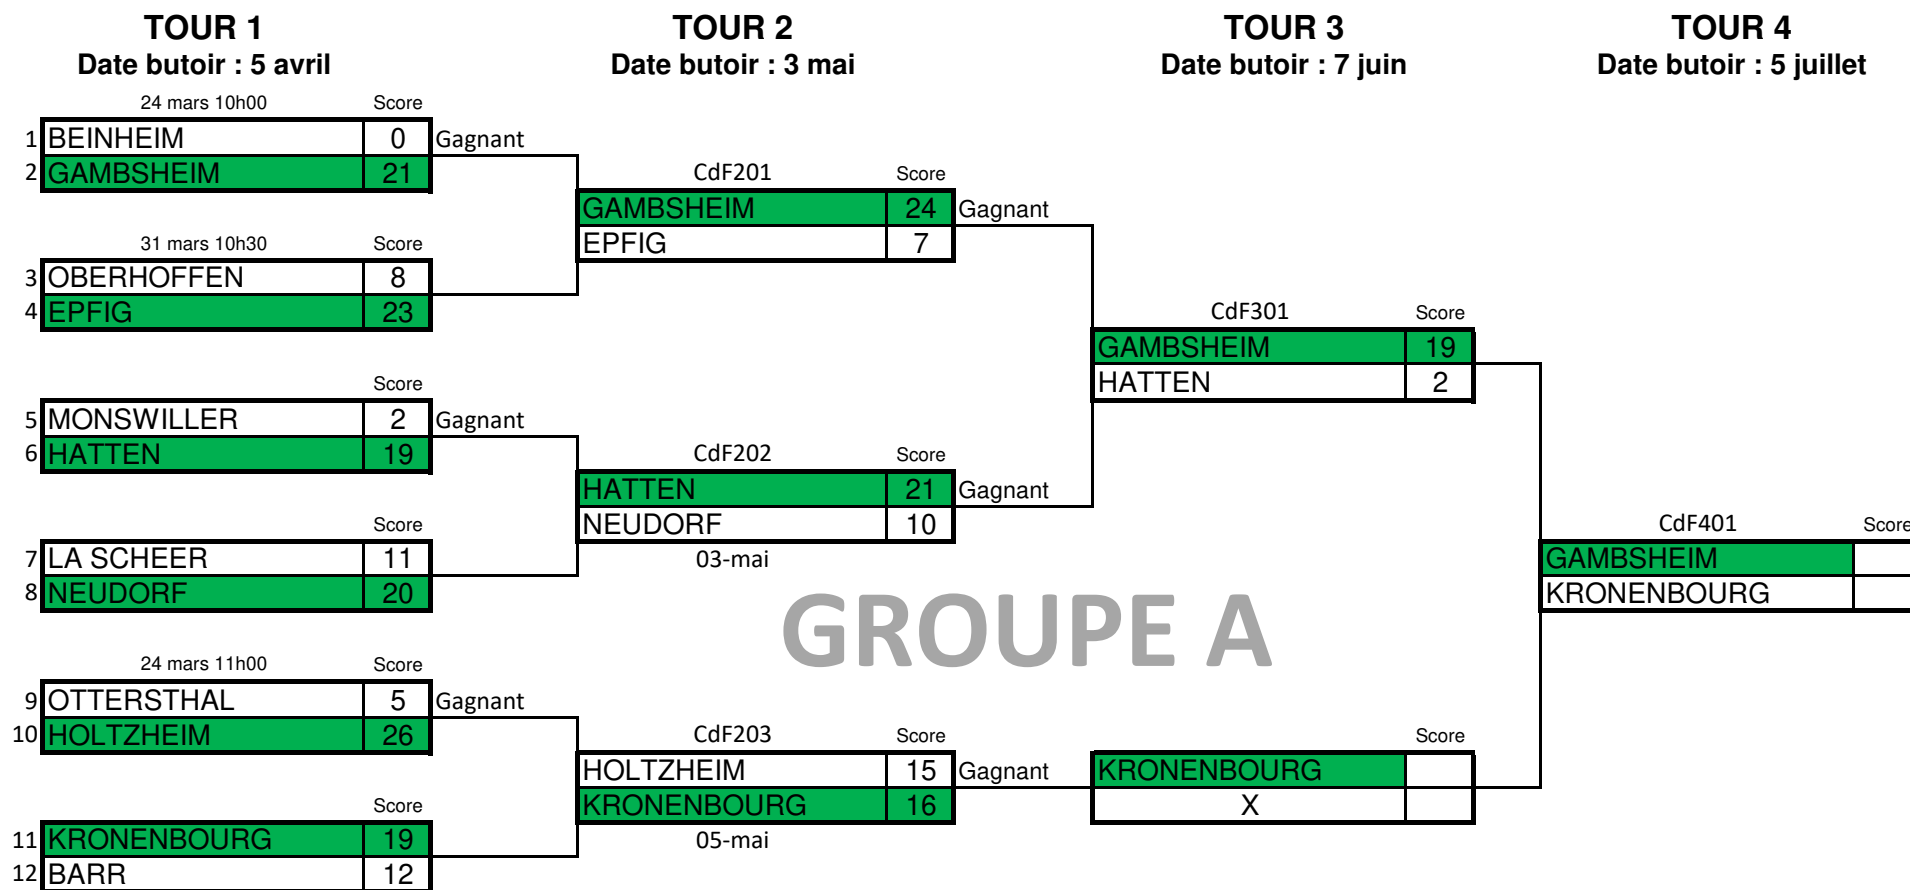 TOUR 1
Date butoir : 5 avril
24 mars 10h00 Score
1 BEINHEIM 0 Gagnant
2 GAMBSHEIM 21
31 mars 10h30 Score
3 OBERHOFFEN 8
4 EPFIG 23
Score
5 MONSWILLER 2 Gagnant
6 HATTEN 19
Score
7 LA SCHEER 11
8 NEUDORF 20
24 mars 11h00 Score
9 OTTERSTHAL 5 Gagnant
10 HOLTZHEIM 26
Score
11 KRONENBOURG 19
12 BARR 12
TOUR 2
Date butoir : 3 mai
CdF201 Score
GAMBSHEIM 24 Gagnant
EPFIG 7
CdF202 Score
HATTEN 21 Gagnant
NEUDORF 10
03-mai
CdF203 Score
HOLTZHEIM 15 Gagnant
KRONENBOURG 16
05-mai
TOUR 3
Date butoir : 7 juin
CdF301 Score
GAMBSHEIM 19
HATTEN 2
Score
KRONENBOURG
X
TOUR 4
Date butoir : 5 juillet
CdF401 Score
GAMBSHEIM
KRONENBOURG
GROUPE A